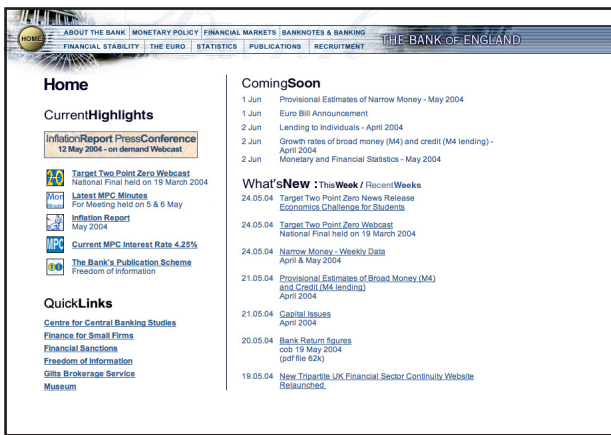 HOME
ABOUT THE BANK MONETARY POLICY FINANCIAL MARKETS BANKNOTES & BANKING
FINANCIAL STABILITY THE EURO STATISTICS PUBLICATIONS RECRUITMENT
THE BANK OF ENGLAND
Home
CurrentHighlights
InflationReport PressConference
12 May 2004 - on demand Webcast
2.0
Target Two Point Zero Webcast
National Final held on 19 March 2004
Latest MPC Minutes
For Meeting held on 5 & 6 May
Inflation Report
May 2004
MPC
Current MPC Interest Rate 4.25%
The Bank's Publication Scheme
Freedom of Information
QuickLinks
Centre for Central Banking Studies
Finance for Small Firms
Financial Sanctions
Freedom of Information
Gilts Brokerage Service
Museum
ComingSoon
1 Jun Provisional Estimates of Narrow Money - May 2004
1 Jun Euro Bill Announcement
2 Jun Lending to Individuals - April 2004
2 Jun Growth rates of broad money (M4) and credit (M4 lending) -
April 2004
2 Jun Monetary and Financial Statistics - May 2004
What'sNew :ThisWeek / RecentWeeks
24.05.04 Target Two Point Zero News Release
Economics Challenge for Students
24.05.04 Target Two Point Zero Webcast
National Final held on 19 March 2004
24.05.04 Narrow Money - Weekly Data
April & May 2004
21.05.04 Provisional Estimates of Broad Money (M4)
and Credit (M4 lending)
April 2004
21.05.04 Capital Issues
April 2004
20.05.04 Bank Return figures
cob 19 May 2004
(pdf file 62k)
19.05.04 New Tripartite UK Financial Sector Continuity Website
Relaunched